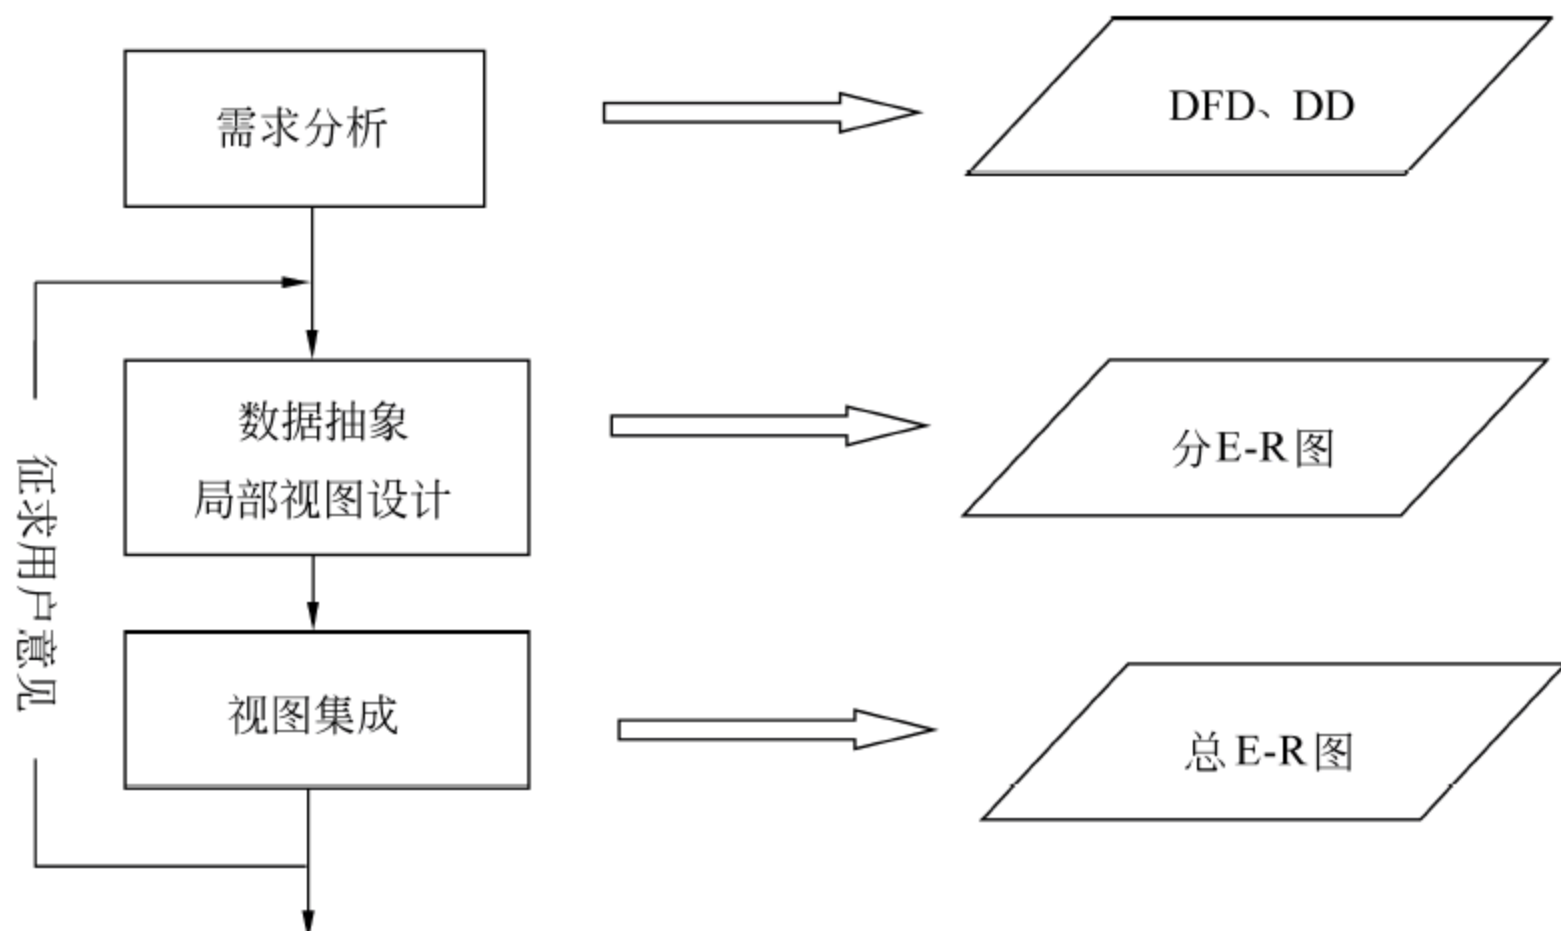 需求分析
DFD、DD
数据抽象
局部视图设计
分E-R图
征求用户意见
视图集成
总E-R图